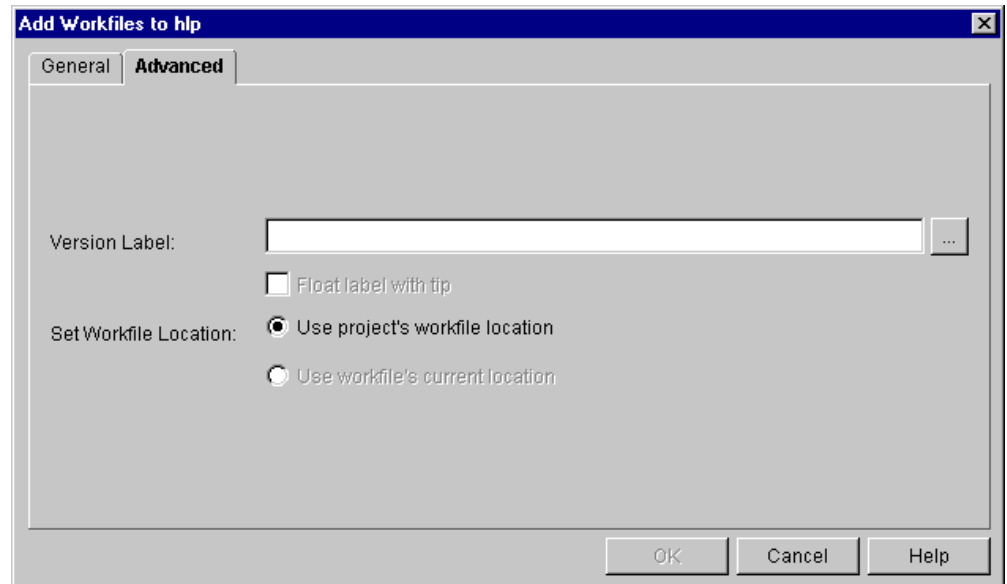 Add Workfiles to hlp
General Advanced
Version Label: ...
Float label with tip
Set Workfile Location: Use project's workfile location
Use workfile's current location
OK Cancel Help